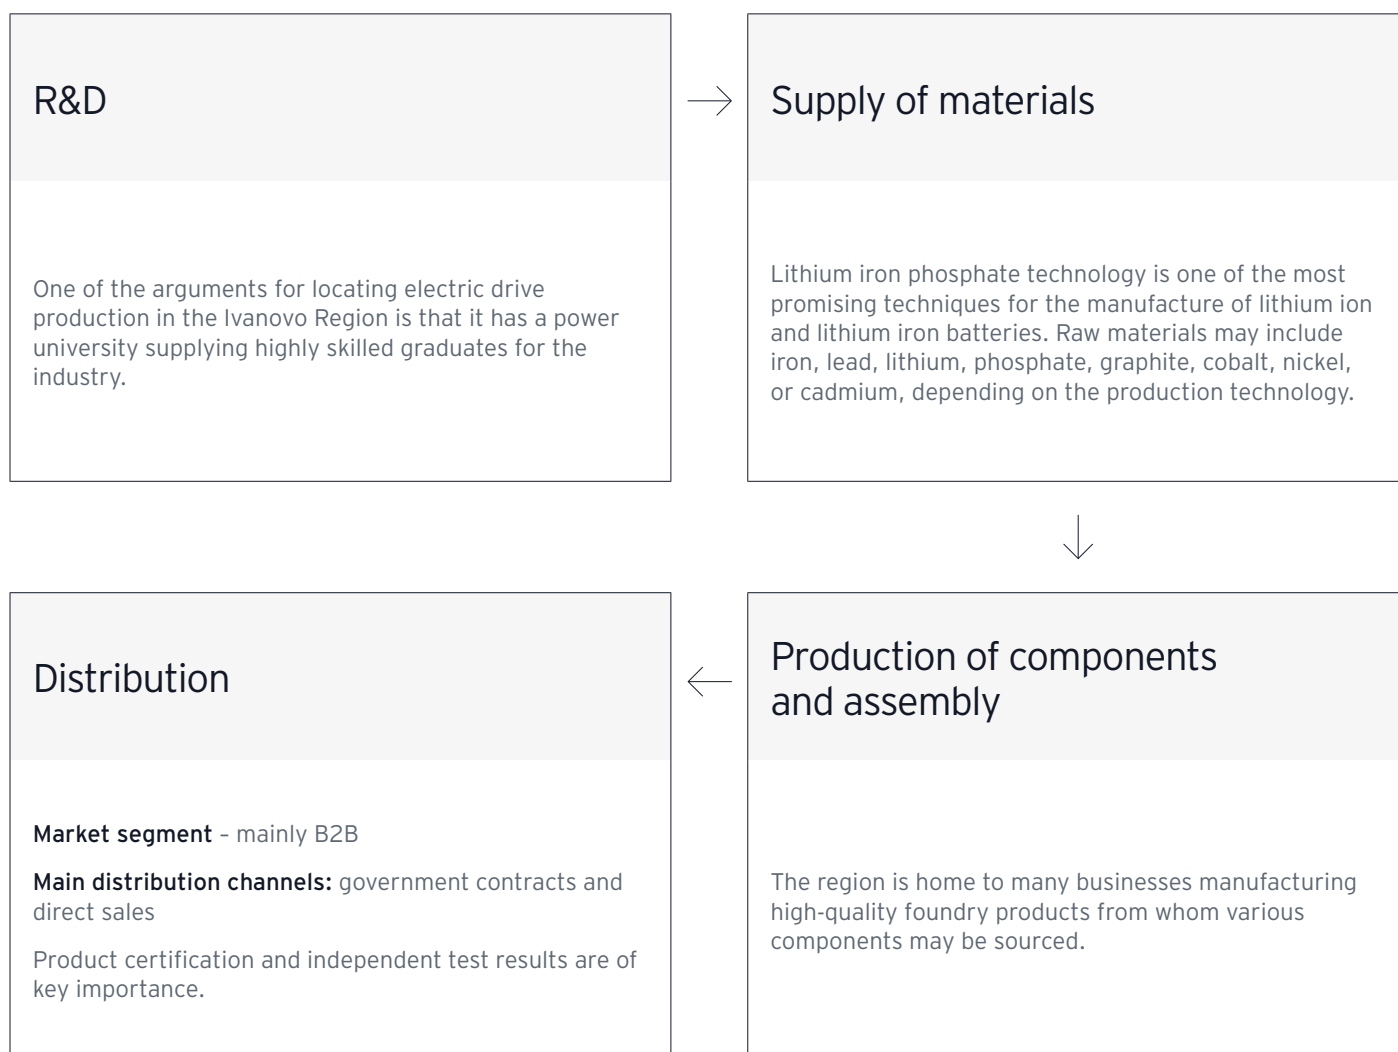 R&D
One of the arguments for locating electric drive
production in the Ivanovo Region is that it has a power
university supplying highly skilled graduates for the
industry.
Supply of materials
Lithium iron phosphate technology is one of the most
promising techniques for the manufacture of lithium ion
and lithium iron batteries. Raw materials may include
iron, lead, lithium, phosphate, graphite, cobalt, nickel,
or cadmium, depending on the production technology.
Production of components
and assembly
The region is home to many businesses manufacturing
high-quality foundry products from whom various
components may be sourced.
Distribution
Market segment – mainly B2B
Main distribution channels: government contracts and
direct sales
Product certification and independent test results are of
key importance.